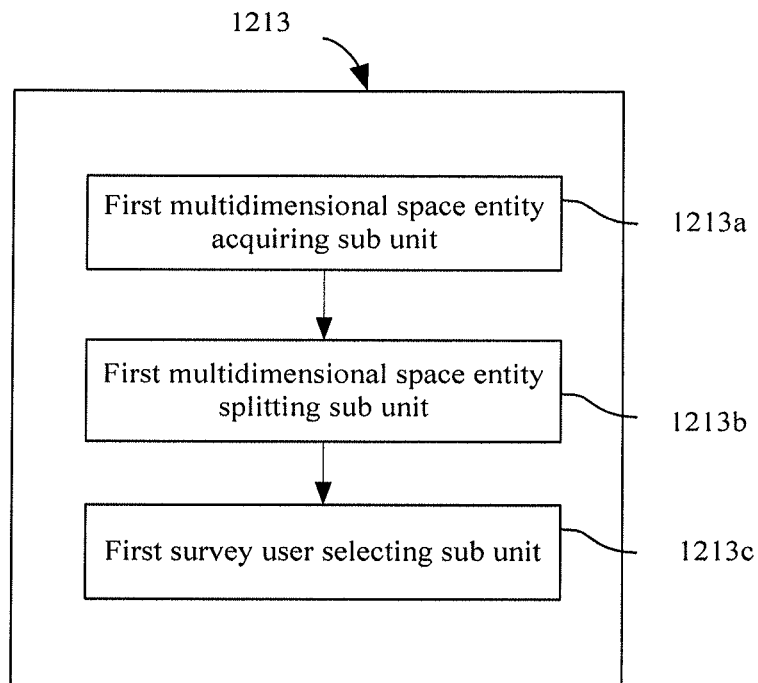 1213
First multidimensional space entity
acquiring sub unit
1213a
First multidimensional space entity
splitting sub unit
1213b
First survey user selecting sub unit
1213c